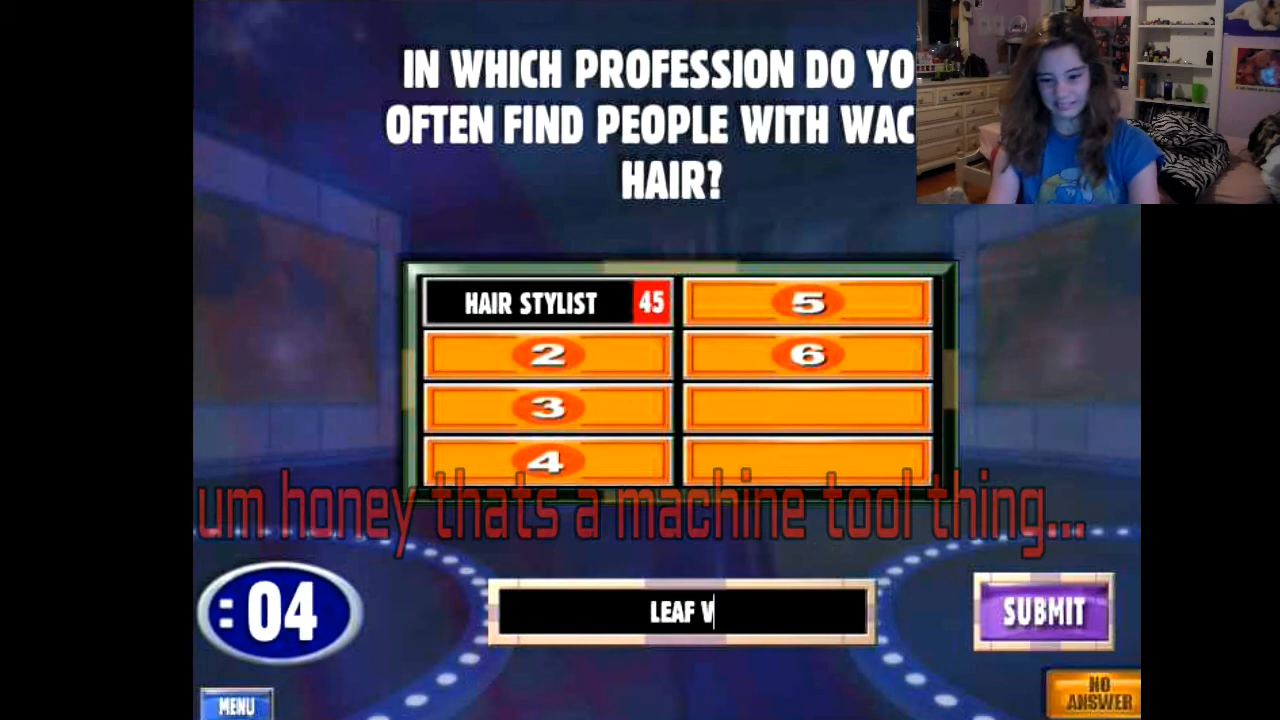 IN WHICH PROFESSION DO YO
OFTEN FIND PEOPLE WITH WAC
HAIR?
HAIR STYLIST 45
5
2
6
3
4
um honey thats a machine tool thing...
:04
LEAF V
SUBMIT
NO
ANSWER
MENU